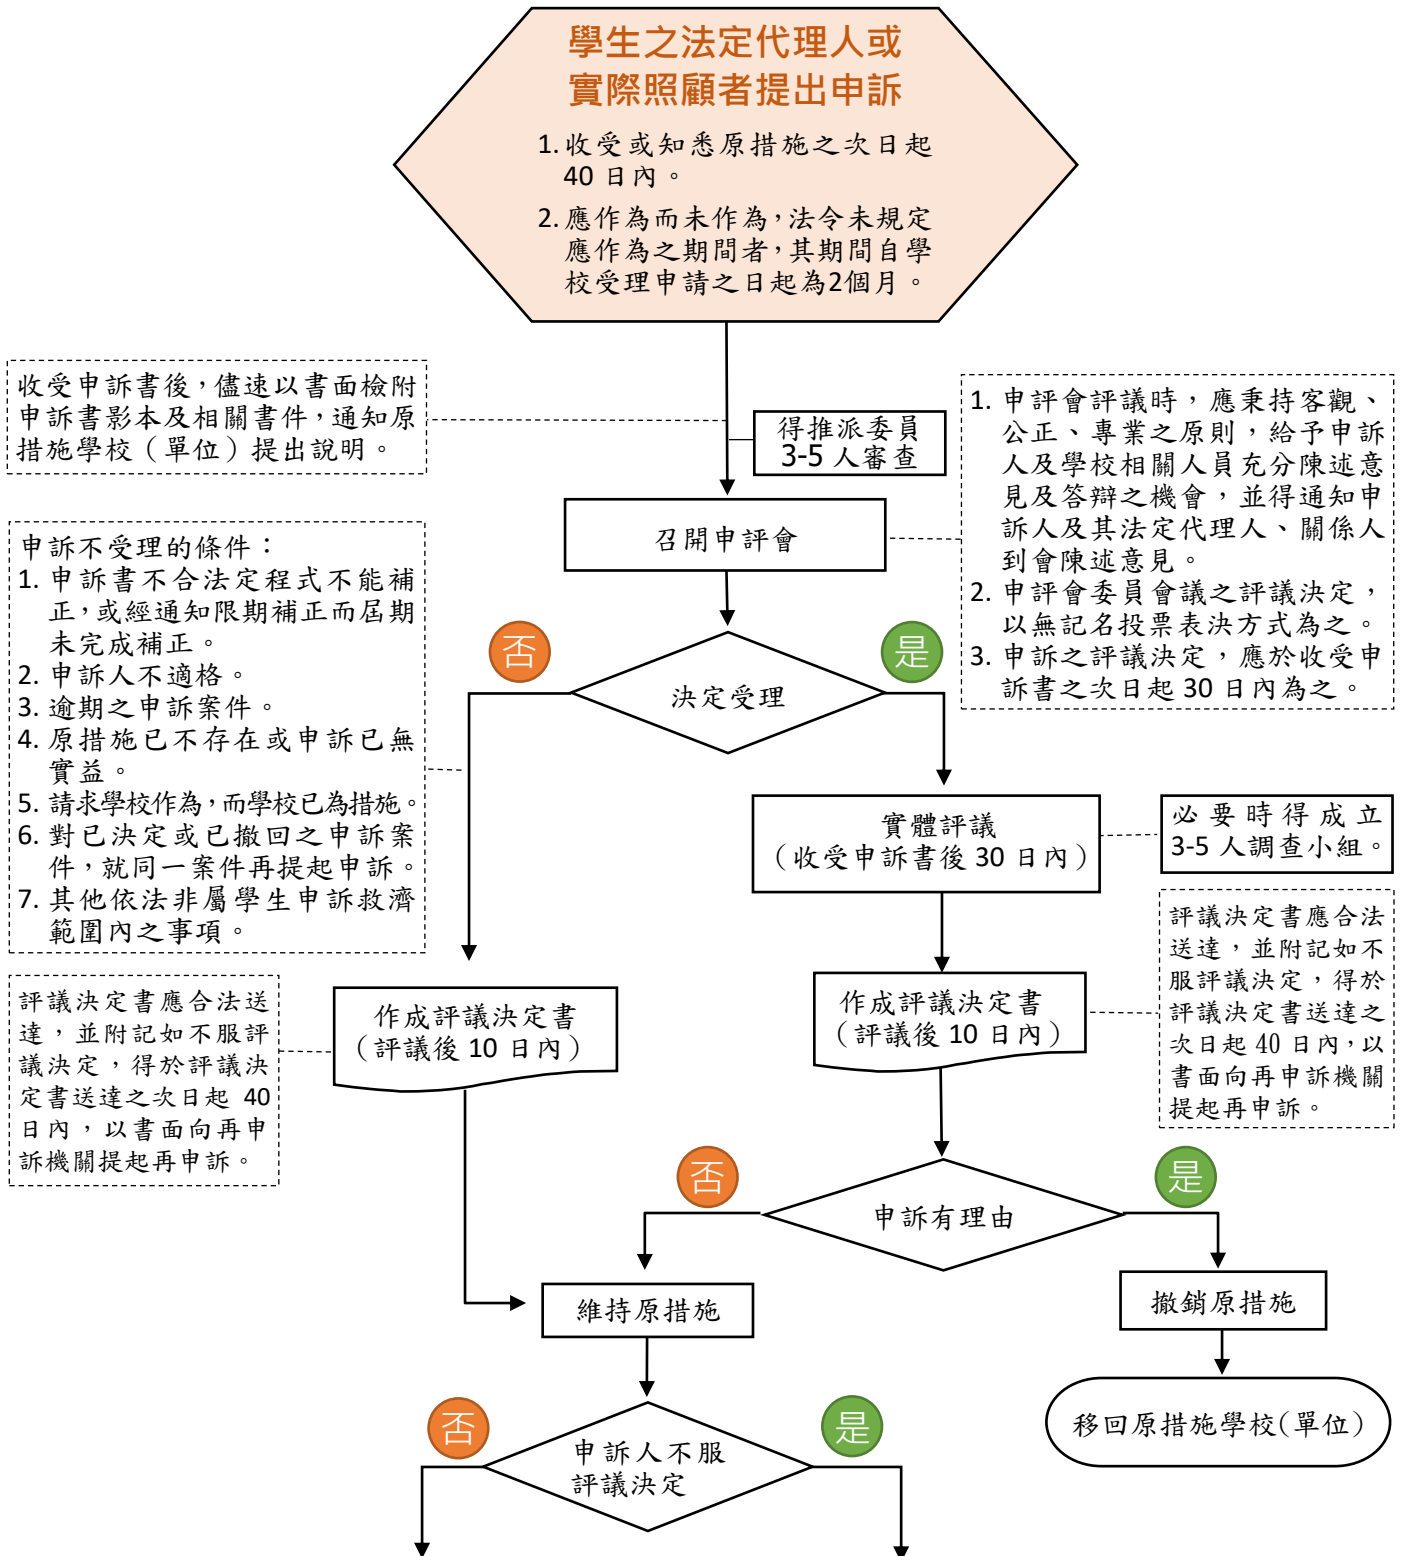 學生之法定代理人或
實際照顧者提出申訴
1. 收受或知悉原措施之次日起
40 日內。
2. 應作為而未作為，法令未規定
應作為之期間者，其期間自學
校受理申請之日起為2個月。
收受申訴書後，儘速以書面檢附
申訴書影本及相關書件，通知原
措施學校（單位）提出說明。
得推派委員
3-5 人審查
1. 申評會評議時，應秉持客觀、
公正、專業之原則，給予申訴
人及學校相關人員充分陳述意
見及答辯之機會，並得通知申
訴人及其法定代理人、關係人
到會陳述意見。
2. 申評會委員會議之評議決定，
以無記名投票表決方式為之。
3. 申訴之評議決定，應於收受申
訴書之次日起 30 日內為之。
召開申評會
申訴不受理的條件：
1. 申訴書不合法定程式不能補
正，或經通知限期補正而屆期
未完成補正。
2. 申訴人不適格。
3. 逾期之申訴案件。
4. 原措施已不存在或申訴已無
實益。
5. 請求學校作為，而學校已為措施。
6. 對已決定或已撤回之申訴案
件，就同一案件再提起申訴。
7. 其他依法非屬學生申訴救濟
範圍內之事項。
否
是
決定受理
實體評議
（收受申訴書後 30 日內）
必要時得成立
3-5 人調查小組。
評議決定書應合法送
達，並附記如不服評
議決定，得於評議決
定書送達之次日起 40
日內，以書面向再申
訴機關提起再申訴。
作成評議決定書
（評議後 10 日內）
作成評議決定書
（評議後 10 日內）
評議決定書應合法
送達，並附記如不
服評議決定，得於
評議決定書送達之
次日起 40 日內，以
書面向再申訴機關
提起再申訴。
否
是
申訴有理由
維持原措施
撤銷原措施
移回原措施學校(單位)
否
是
申訴人不服
評議決定